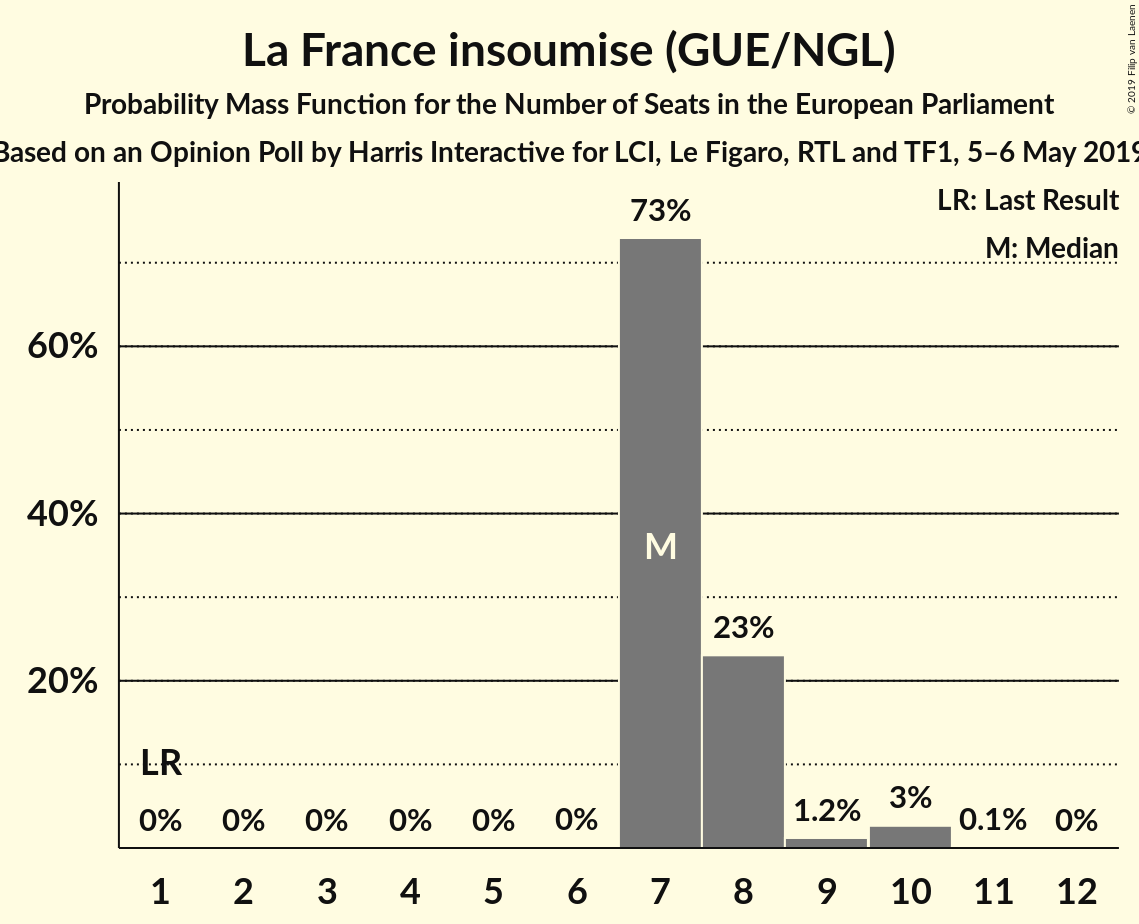 La France insoumise (GUE/NGL)
Probability Mass Function for the Number of Seats in the European Parliament
Based on an Opinion Poll by Harris Interactive for LCI, Le Figaro, RTL and TF1, 5–6 May 2019
© 2019 Filip van Laenen
LR: Last Result
M: Median
73%
60%
40%
M
23%
20%
LR
0% 0% 0% 0% 0% 0% 1.2% 3% 0.1% 0%
1 2 3 4 5 6 7 8 9 10 11 12